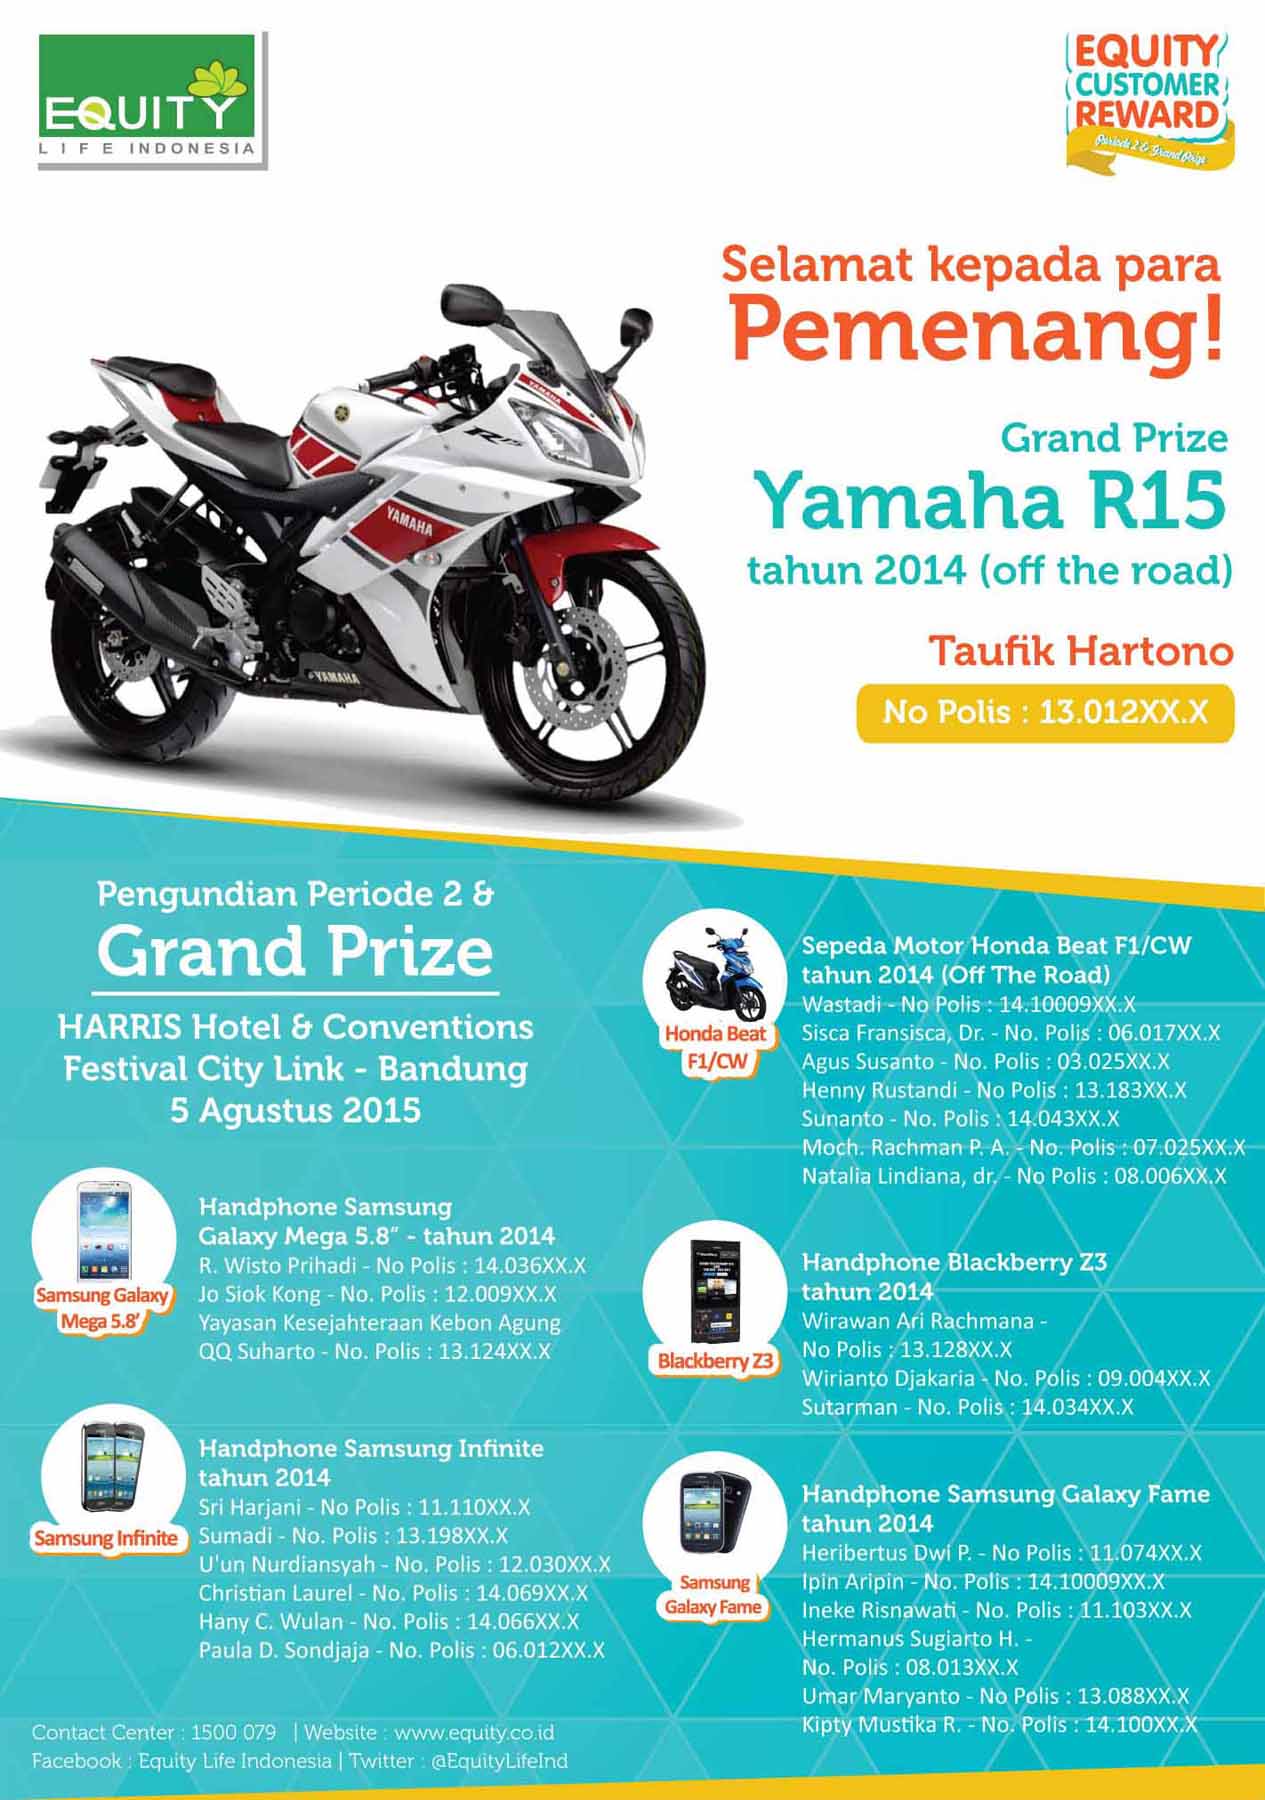 EQUITY
LIFE INDONESIA
EQUITY
CUSTOMER
REWARD
Periode 2 & Grand Prize
Selamat kepada para
Pemenang!
Grand Prize
Yamaha R15
tahun 2014 (off the road)
Taufik Hartono
No Polis : 13.012XX.X
YAMAHA
R15
YAMAHA
YAMAHA
Pengundian Periode 2 &
Grand Prize
HARRIS Hotel & Conventions
Festival City Link - Bandung
5 Agustus 2015
Samsung Galaxy
Mega 5.8'
Handphone Samsung
Galaxy Mega 5.8” - tahun 2014
R. Wisto Prihadi - No Polis : 14.036XX.X
Jo Siok Kong - No. Polis : 12.009XX.X
Yayasan Kesejahteraan Kebon Agung
QQ Suharto - No. Polis : 13.124XX.X
Samsung Infinite
Handphone Samsung Infinite
tahun 2014
Sri Harjani - No Polis : 11.110XX.X
Sumadi - No. Polis : 13.198XX.X
U'un Nurdiansyah - No. Polis : 12.030XX.X
Christian Laurel - No. Polis : 14.069XX.X
Hany C. Wulan - No. Polis : 14.066XX.X
Paula D. Sondjaja - No. Polis : 06.012XX.X
Honda Beat
F1/CW
Sepeda Motor Honda Beat F1/CW
tahun 2014 (Off The Road)
Wastadi - No Polis : 14.10009XX.X
Sisca Fransisca, Dr. - No. Polis : 06.017XX.X
Agus Susanto - No. Polis : 03.025XX.X
Henny Rustandi - No Polis : 13.183XX.X
Sunanto - No. Polis : 14.043XX.X
Moch. Rachman P. A. - No. Polis : 07.025XX.X
Natalia Lindiana, dr. - No Polis : 08.006XX.X
Blackberry Z3
Handphone Blackberry Z3
tahun 2014
Wirawan Ari Rachmana -
No Polis : 13.128XX.X
Wirianto Djakaria - No. Polis : 09.004XX.X
Sutarman - No. Polis : 14.034XX.X
Samsung
Galaxy Fame
Handphone Samsung Galaxy Fame
tahun 2014
Heribertus Dwi P. - No Polis : 11.074XX.X
Ipin Aripin - No. Polis : 14.10009XX.X
Ineke Risnawati - No. Polis : 11.103XX.X
Hermanus Sugiarto H. -
No. Polis : 08.013XX.X
Umar Maryanto - No Polis : 13.088XX.X
Kipty Mustika R. - No. Polis : 14.100XX.X
Contact Center : 1500 079 | Website : www.equity.co.id
Facebook : Equity Life Indonesia | Twitter : @EquityLifeInd